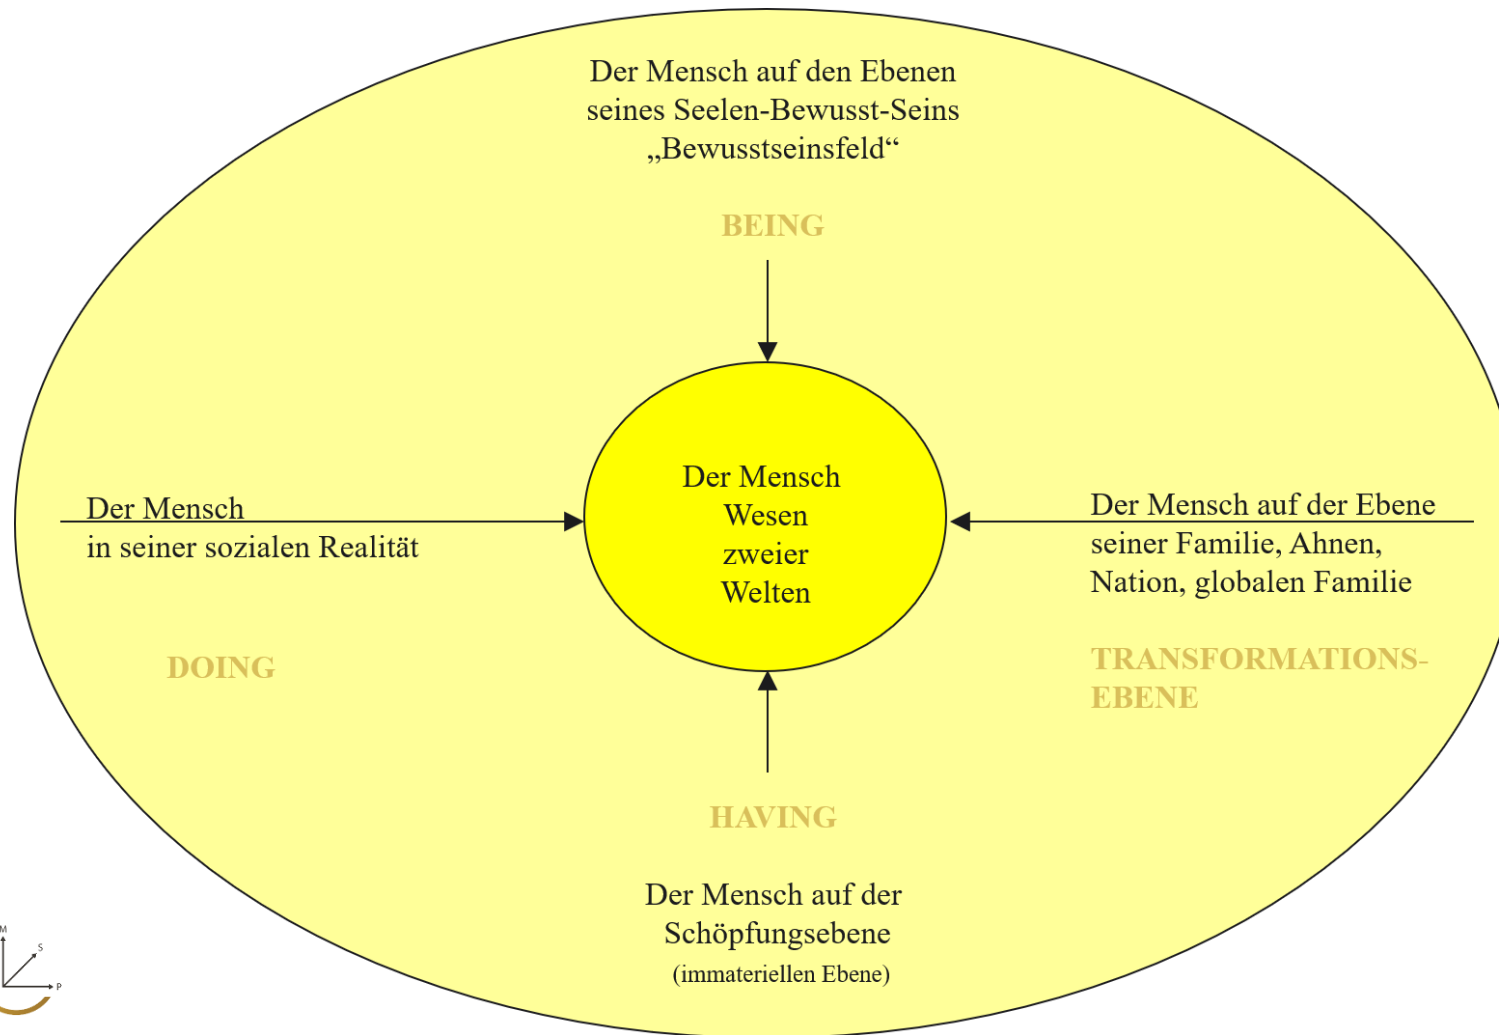 Der Mensch auf den Ebenen
seines Seelen-Bewusst-Seins
„Bewusstseinsfeld“
BEING
Der Mensch
in seiner sozialen Realität
DOING
Der Mensch
Wesen
zweier
Welten
Der Mensch auf der Ebene
seiner Familie, Ahnen,
Nation, globalen Familie
TRANSFORMATIONS-
EBENE
HAVING
Der Mensch auf der
Schöpfungsebene
(immateriellen Ebene)
M
S
P